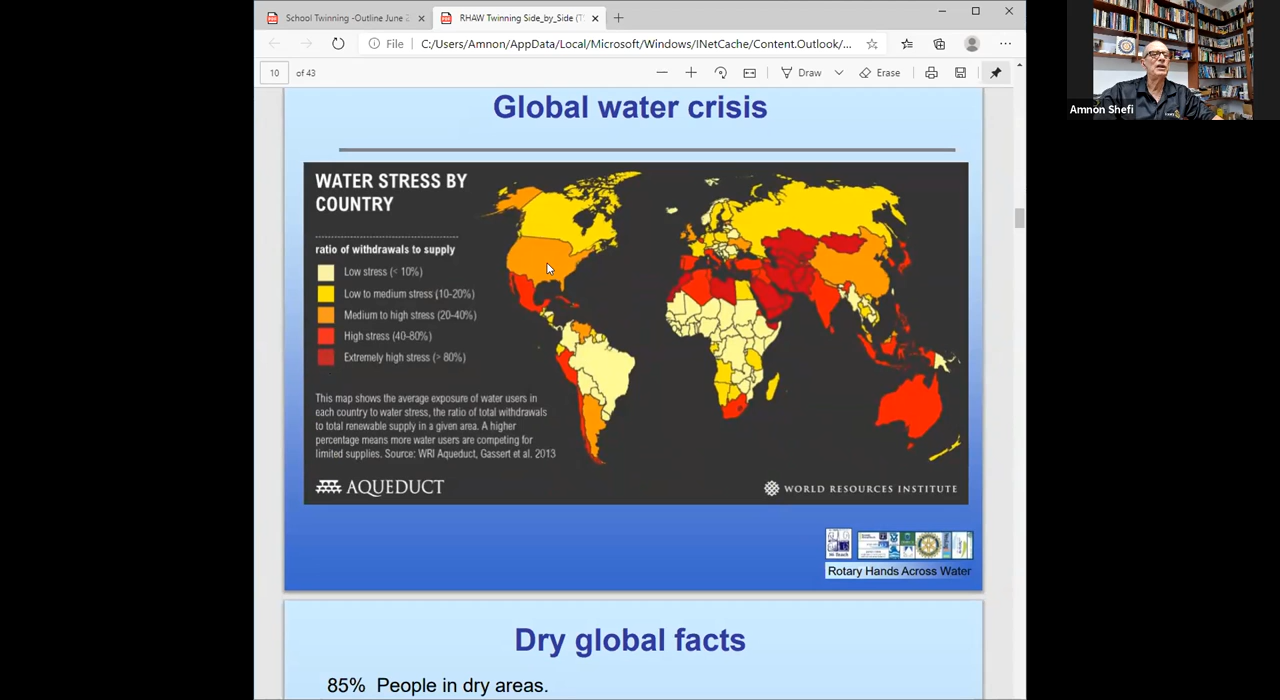 School Twinning -Outline June 2
RHAW Twinning Side_by_Side (T
File
C:/Users/Amnon/AppData/Local/Microsoft/Windows/INetCache/Content.Outlook/...
10 of 43
Draw
Erase
Amnon Shefi
Global water crisis
WATER STRESS BY
COUNTRY
ratio of withdrawals to supply
Low stress (< 10%)
Low to medium stress (10-20%)
Medium to high stress (20-40%)
High stress (40-80%)
Extremely high stress (> 80%)
This map shows the average exposure of water users in
each country to water stress, the ratio of total withdrawals
to total renewable supply in a given area. A higher
percentage means more water users are competing for
limited supplies. Source: WRI Aqueduct, Gassert et al. 2013
AQUEDUCT
WORLD RESOURCES INSTITUTE
Rotary Hands Across Water
Dry global facts
85% People in dry areas.